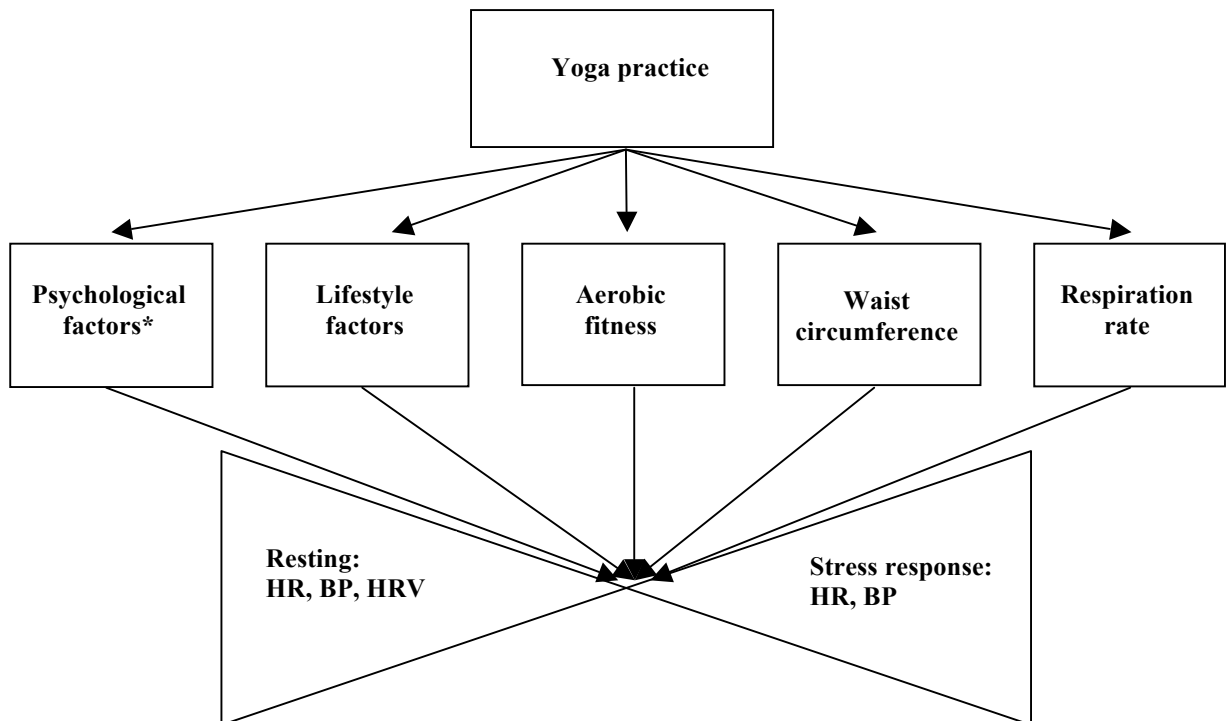 Yoga practice
Psychological
factors*
Lifestyle
factors
Aerobic
fitness
Waist
circumference
Respiration
rate
Resting:
HR, BP, HRV
Stress response:
HR, BP